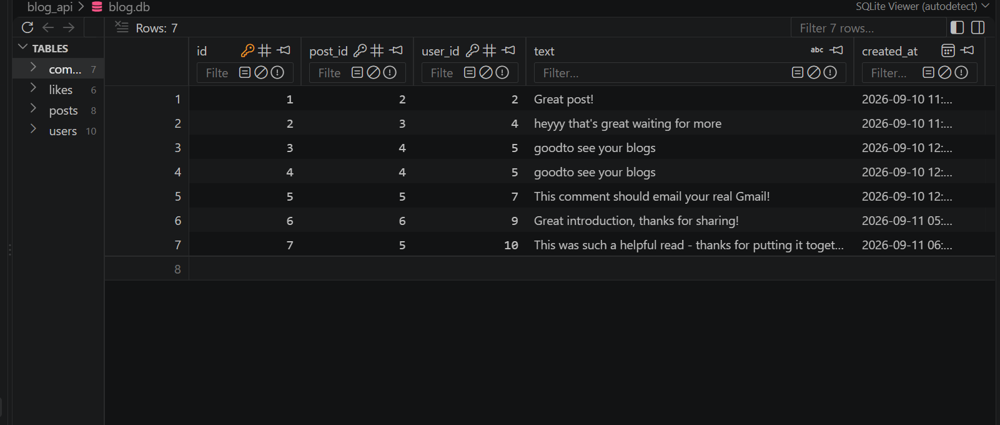 blog_api > blog.db
SQLite Viewer (autodetect)
Rows: 7
Filter 7 rows...
TABLES
com... 7
likes 6
posts 8
users 10
id post_id user_id text abc created_at
Filte Filte Filte Filter... Filter...
1 1 2 2 Great post! 2026-09-10 11:...
2 2 3 4 heyyy that's great waiting for more 2026-09-10 11:...
3 3 4 5 goodto see your blogs 2026-09-10 12:...
4 4 4 5 goodto see your blogs 2026-09-10 12:...
5 5 5 7 This comment should email your real Gmail! 2026-09-10 12:...
6 6 6 9 Great introduction, thanks for sharing! 2026-09-11 05:...
7 7 5 10 This was such a helpful read - thanks for putting it toget... 2026-09-11 06:...
8